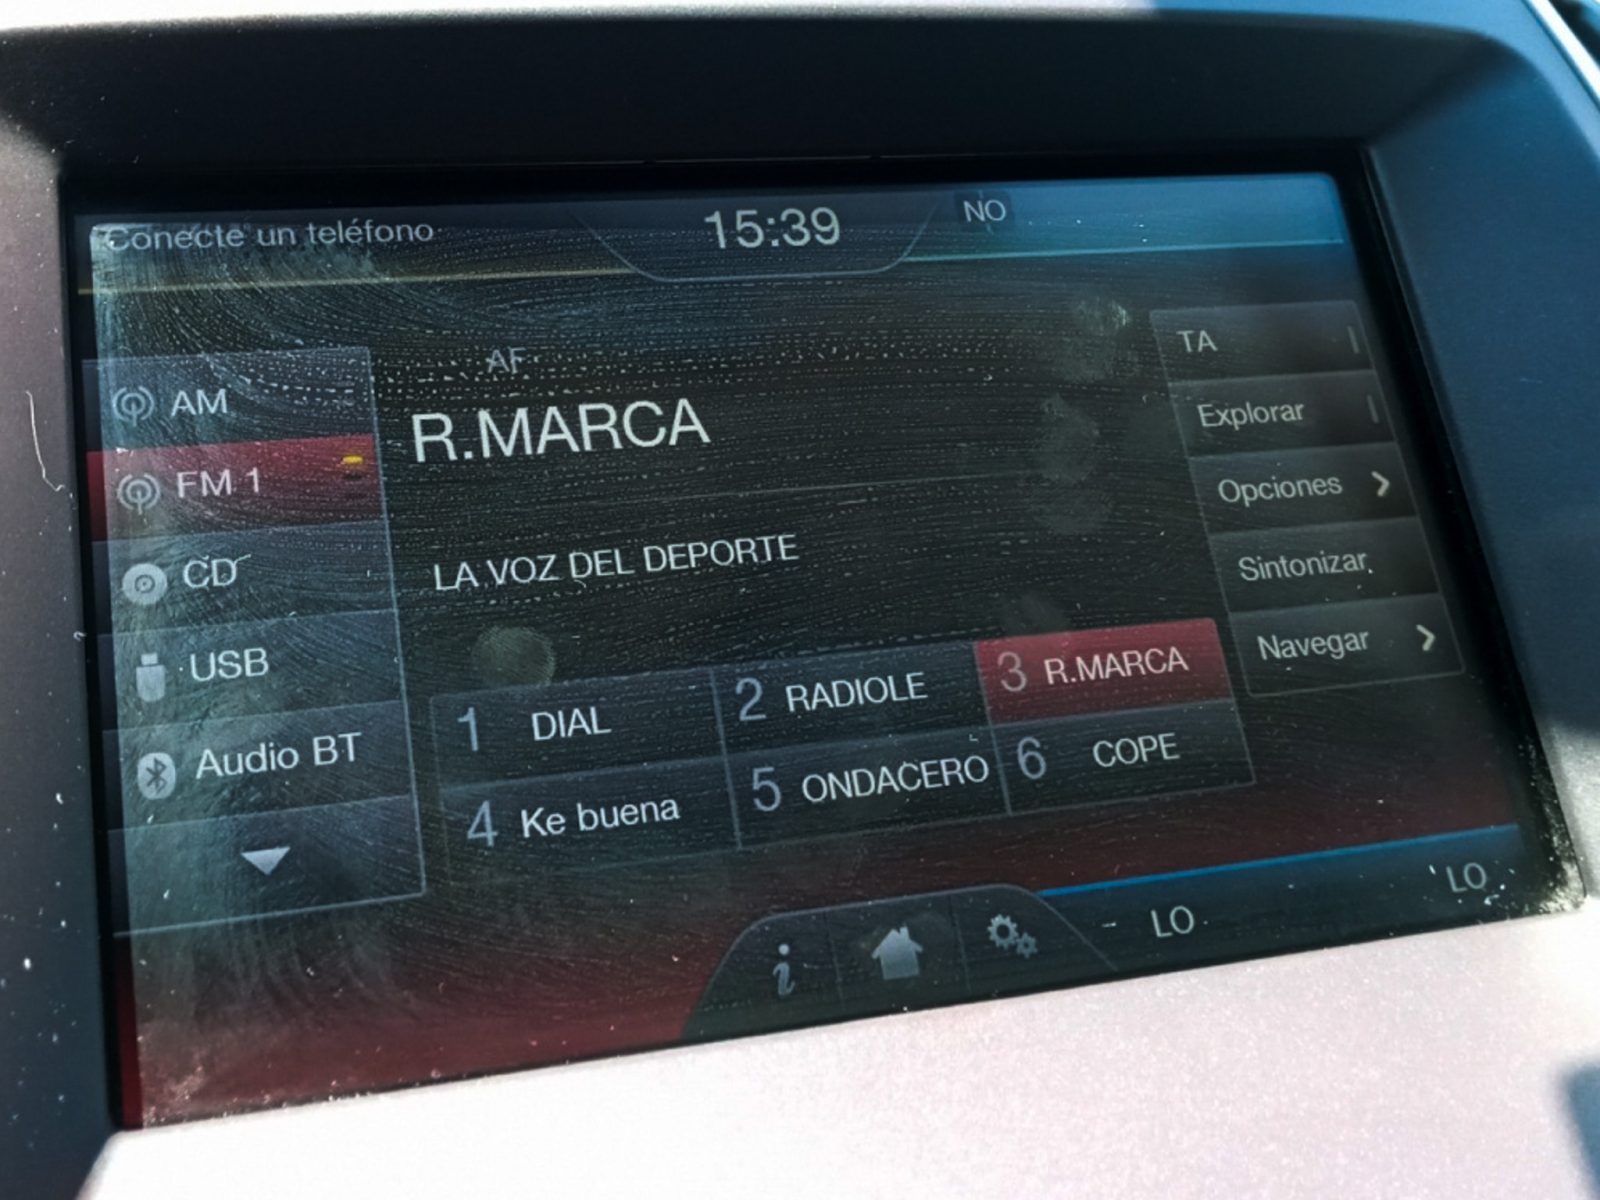 Conecte un teléfono
15:39
NO
AM
FM 1
CD
USB
Audio BT
AF
R.MARCA
LA VOZ DEL DEPORTE
1 DIAL
2 RADIOLE
3 R.MARCA
4 Ke buena
5 ONDACERO
6 COPE
TA
Explorar
Opciones
Sintonizar
Navegar
i
LO
LO